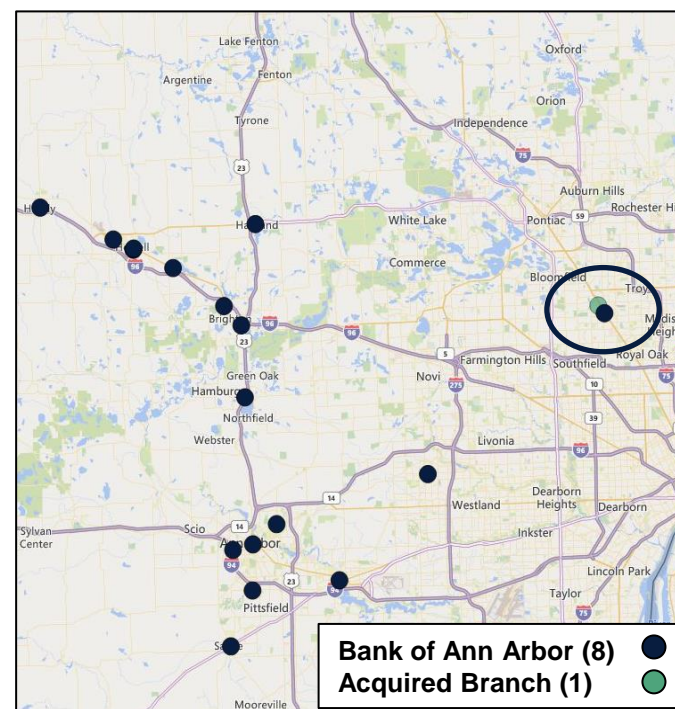 Lake Fenton
Oxford
Argentine
Fenton
Orion
Tyrone
Independence
75
23
Auburn Hills
Pontiac
59
Rochester Hi
White Lake
Commerce
Bloomfield
Troy
96
Brighton
96
96
23
5
Farmington Hills
Southfield
Royal Oak
Green Oak
Novi
275
10
75
Hamburg
Northfield
39
Webster
Livonia
96
14
Westland
Dearborn
Heights
Dearborn
Sylvan
Center
Scio
14
Inkster
94
23
94
Lincoln Park
Pittsfield
Taylor
75
Mooreville
Bank of Ann Arbor (8)
Acquired Branch (1)